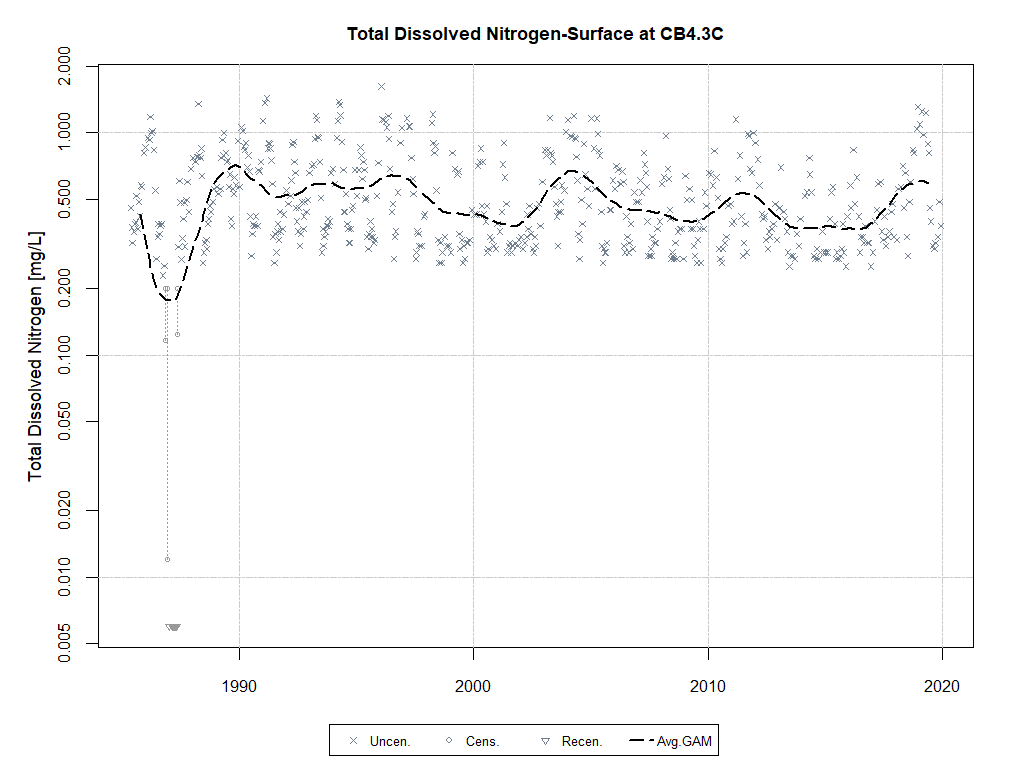 Total Dissolved Nitrogen-Surface at CB4.3C
Total Dissolved Nitrogen [mg/L]
2.000
1.000
0.500
0.200
0.100
0.050
0.020
0.010
0.005
1990 2000 2010 2020
Uncen. Cens. Recen. Avg.GAM